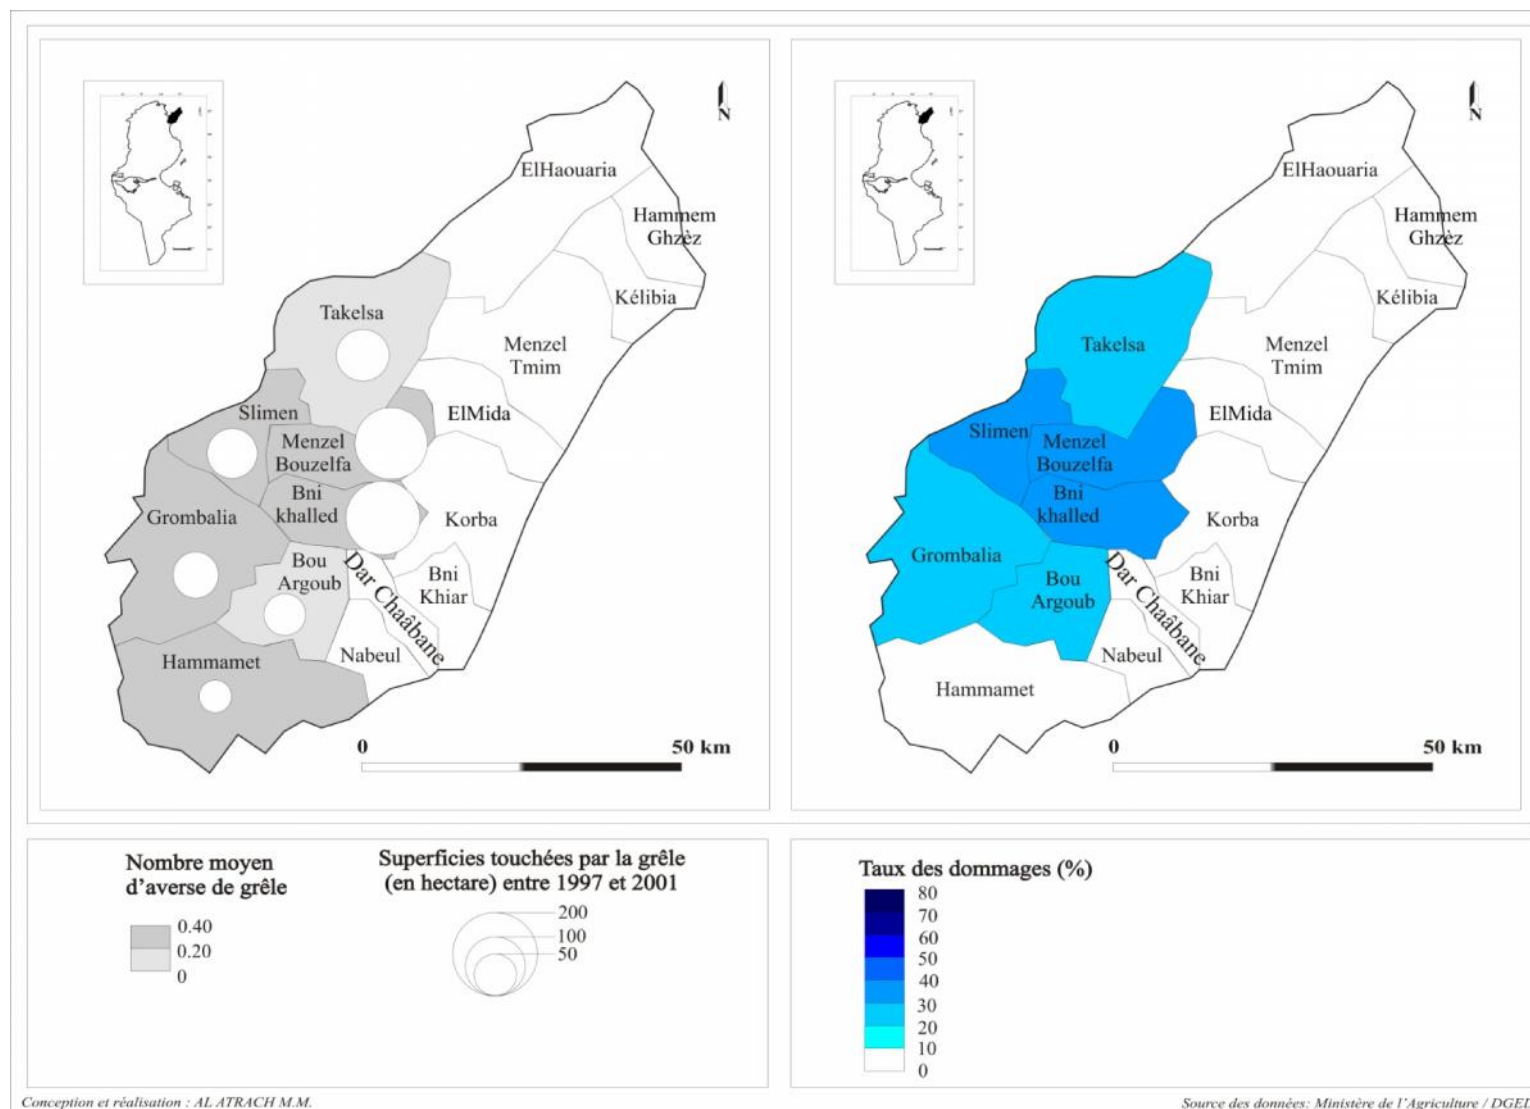 N
ElHaouaria
Hammem
Ghzèz
Kélibia
Takelsa
Menzel
Tmim
Slimen
ElMida
Menzel
Bouzelfa
Bni
khalled
Grombalia
Korba
Bou
Argoub
Dar Chaâbane
Bni
Khiar
Nabeul
Hammamet
0 50 km
N
ElHaouaria
Hammem
Ghzèz
Kélibia
Takelsa
Menzel
Tmim
ElMida
Slimen
Menzel
Bouzelfa
Bni
khalled
Korba
Grombalia
Bou
Argoub
Dar Chaâbane
Bni
Khiar
Nabeul
Hammamet
0 50 km
Nombre moyen
d'averse de grêle
0.40
0.20
0
Superficies touchées par la grêle
(en hectare) entre 1997 et 2001
200
100
50
Taux des dommages (%)
80
70
60
50
40
30
20
10
0
Conception et réalisation : AL ATRACH M.M.
Source des données: Ministère de l'Agriculture / DGED